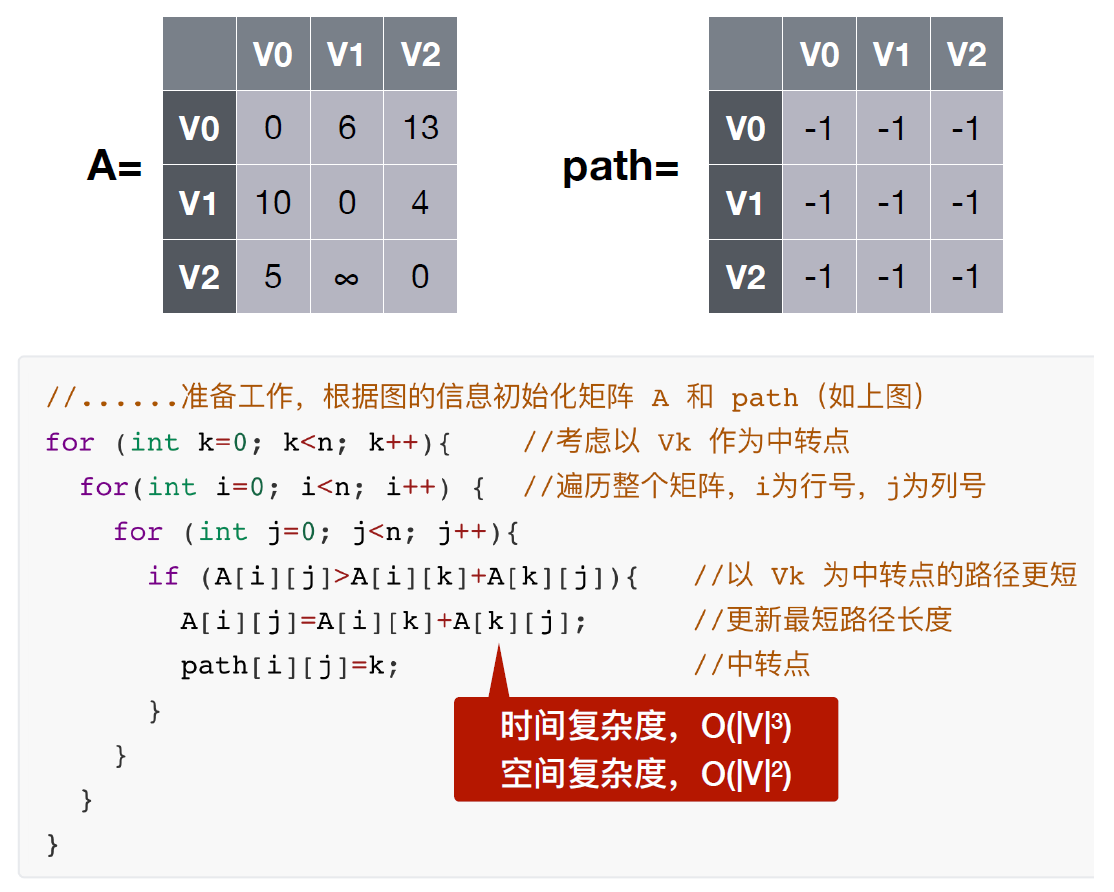 V0 V1 V2
V0 0 6 13
A=
V1 10 0 4
V2 5 ∞ 0
V0 V1 V2
V0 -1 -1 -1
path=
V1 -1 -1 -1
V2 -1 -1 -1
//......准备工作，根据图的信息初始化矩阵 A 和 path（如上图）
for (int k=0; k<n; k++){ //考虑以 Vk 作为中转点
for(int i=0; i<n; i++) { //遍历整个矩阵，i为行号，j为列号
for (int j=0; j<n; j++){
if (A[i][j]>A[i][k]+A[k][j]){ //以 Vk 为中转点的路径更短
A[i][j]=A[i][k]+A[k][j]; //更新最短路径长度
path[i][j]=k; //中转点
}
}
}
}
时间复杂度，O(|V|³)
空间复杂度，O(|V|²)